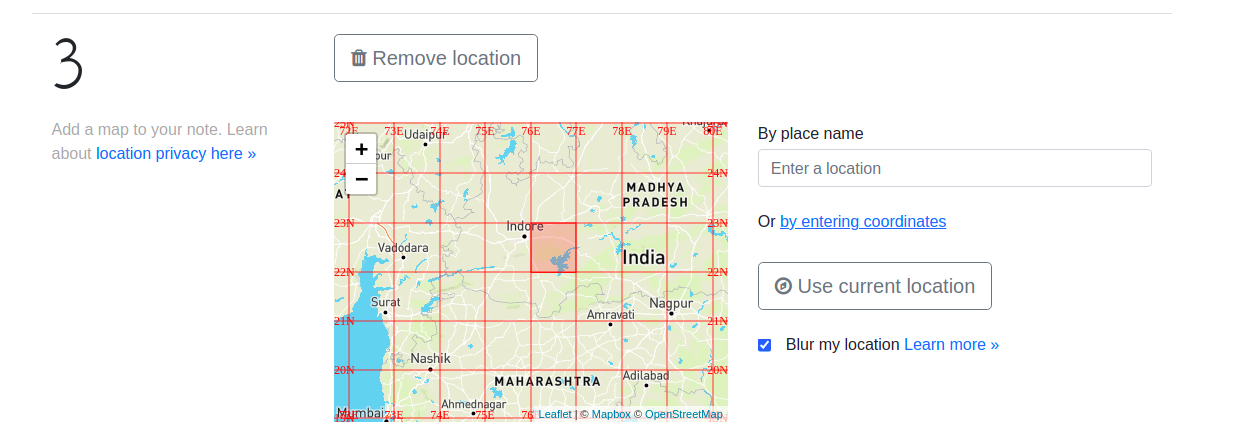 3
Add a map to your note. Learn
about location privacy here »
Remove location
25N
72E 73E 74E 75E 76E 77E 78E 79E 80E
Udaipur
+
−
pur
24N 24N
MADHYA
PRADESH
23N 23N
Indore
Vadodara
India
22N 22N
Surat
Nagpur
Amravati
21N 21N
Nashik
20N 20N
Adilabad
MAHARASHTRA
Ahmednagar
Mumbai
73E 74E 75E 76
Leaflet | © Mapbox © OpenStreetMap
By place name
Enter a location
Or by entering coordinates
Use current location
Blur my location Learn more »